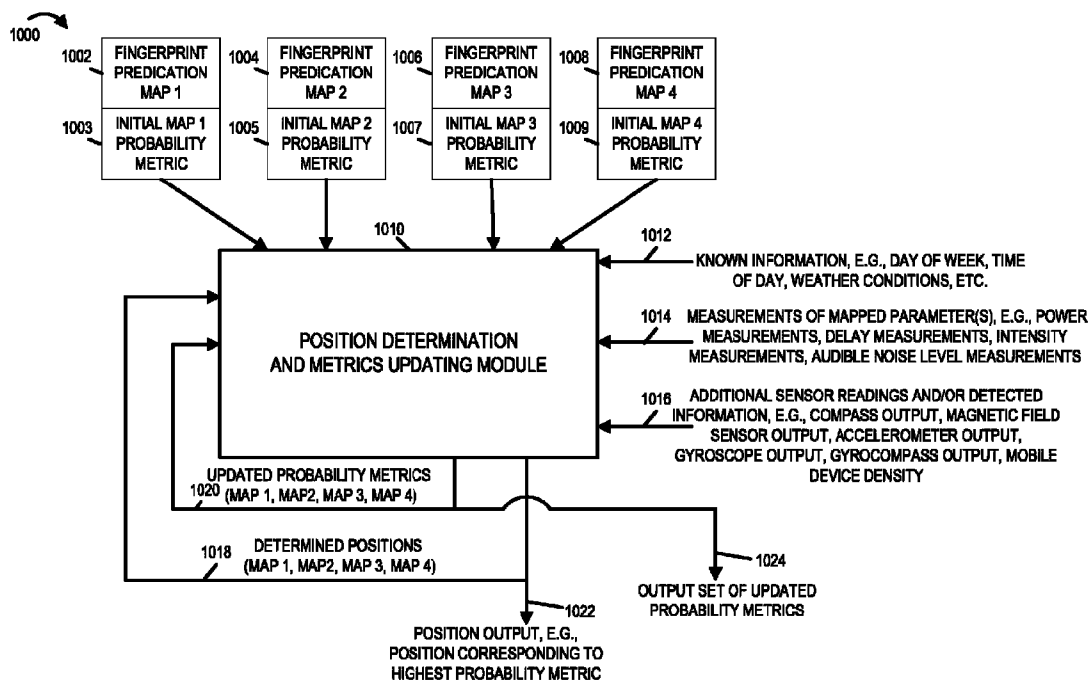 1000
1002
FINGERPRINT
PREDICATION
MAP 1
1003
INITIAL MAP 1
PROBABILITY
METRIC
1004
FINGERPRINT
PREDICATION
MAP 2
1005
INITIAL MAP 2
PROBABILITY
METRIC
1006
FINGERPRINT
PREDICATION
MAP 3
1007
INITIAL MAP 3
PROBABILITY
METRIC
1008
FINGERPRINT
PREDICATION
MAP 4
1009
INITIAL MAP 4
PROBABILITY
METRIC
1010
POSITION DETERMINATION
AND METRICS UPDATING MODULE
1012
KNOWN INFORMATION, E.G., DAY OF WEEK, TIME
OF DAY, WEATHER CONDITIONS, ETC.
1014
MEASUREMENTS OF MAPPED PARAMETER(S), E.G., POWER
MEASUREMENTS, DELAY MEASUREMENTS, INTENSITY
MEASUREMENTS, AUDIBLE NOISE LEVEL MEASUREMENTS
1016
ADDITIONAL SENSOR READINGS AND/OR DETECTED
INFORMATION, E.G., COMPASS OUTPUT, MAGNETIC FIELD
SENSOR OUTPUT, ACCELEROMETER OUTPUT,
GYROSCOPE OUTPUT, GYROCOMPASS OUTPUT, MOBILE
DEVICE DENSITY
UPDATED PROBABILITY METRICS
(MAP 1, MAP2, MAP 3, MAP 4)
1020
1018
DETERMINED POSITIONS
(MAP 1, MAP2, MAP 3, MAP 4)
1024
OUTPUT SET OF UPDATED
PROBABILITY METRICS
1022
POSITION OUTPUT, E.G.,
POSITION CORRESPONDING TO
HIGHEST PROBABILITY METRIC